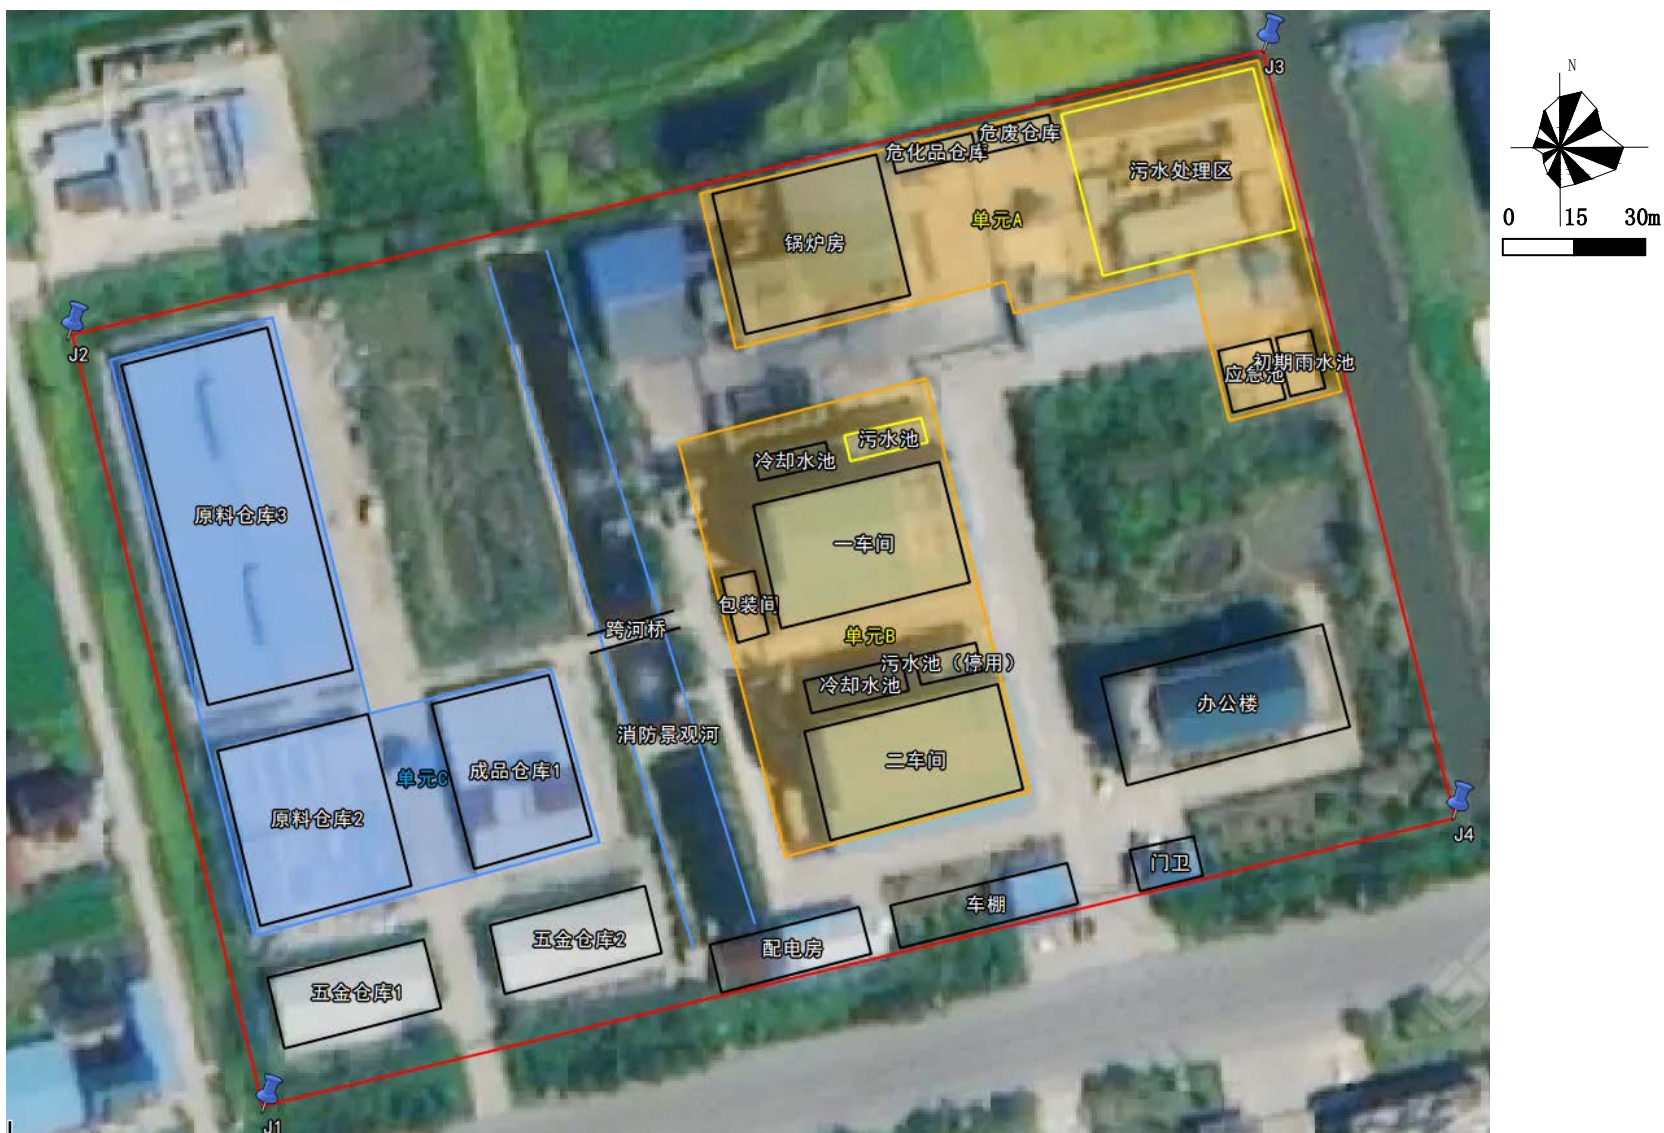 J3
N
危废仓库
危化品仓库
污水处理区
0 15 30m
单元A
锅炉房
J2
初期雨水池
应急池
污水池
冷却水池
原料仓库3
一车间
包装间
跨河桥
单元B
污水池（停用）
冷却水池
办公楼
消防景观河
二车间
成品仓库1
单元C
原料仓库2
J4
门卫
车棚
五金仓库2
配电房
五金仓库1
J1